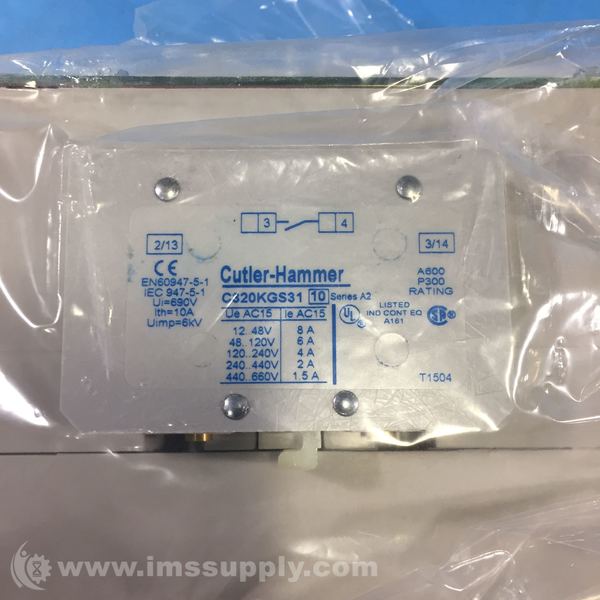 3 4
2/13 3/14
CE
EN60947-5-1
IEC 947-5-1
Ui=690V
Ith=10A
Uimp=6kV
Cutler-Hammer
C320KGS31 10 Series A2
Ue AC15 Ie AC15
12..48V 8 A
48..120V 6 A
120..240V 4 A
240..440V 2 A
440..660V 1.5 A
UL LISTED
IND CONT EQ
A161
A600
P300
RATING
SA
T1504
www.imssupply.com